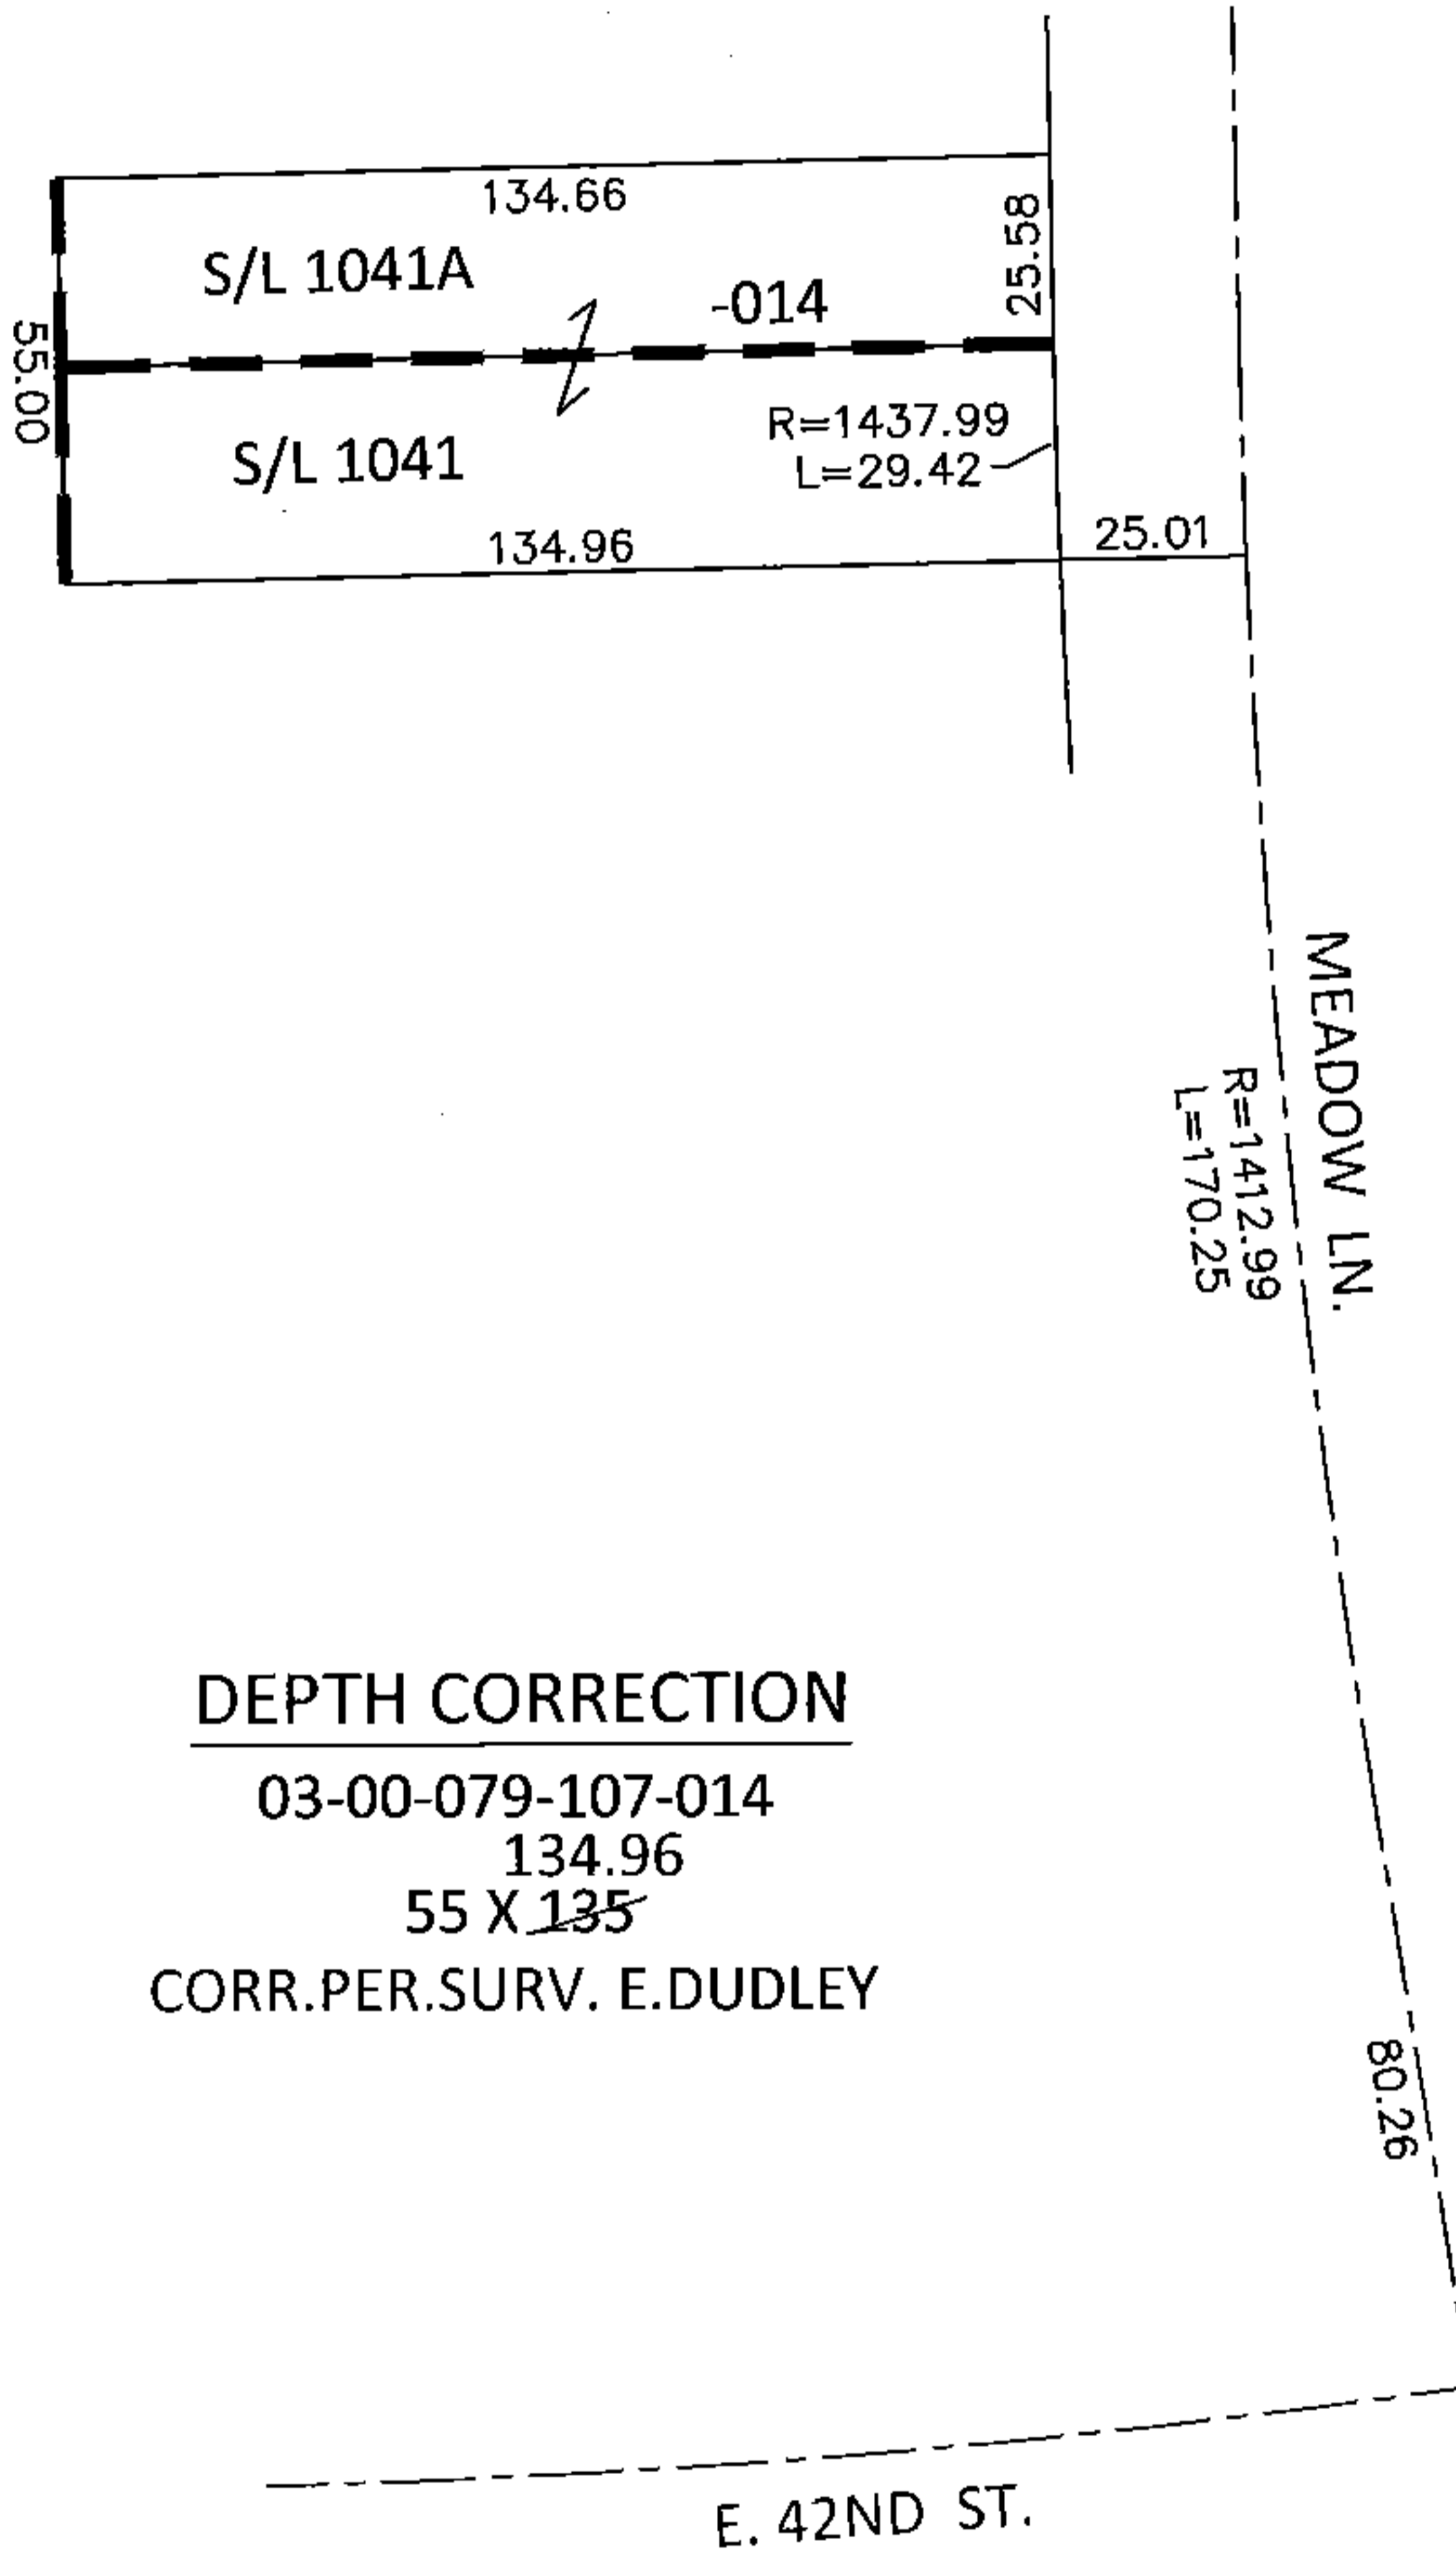 134.66
25.58
S/L 1041A
-014
55.00
R=1437.99
L=29.42
S/L 1041
25.01
134.96
MEADOW LN.
R=1412.99
L=170.25
DEPTH CORRECTION
03-00-079-107-014
134.96
55 X 135
CORR.PER.SURV. E.DUDLEY
80.26
E. 42ND ST.